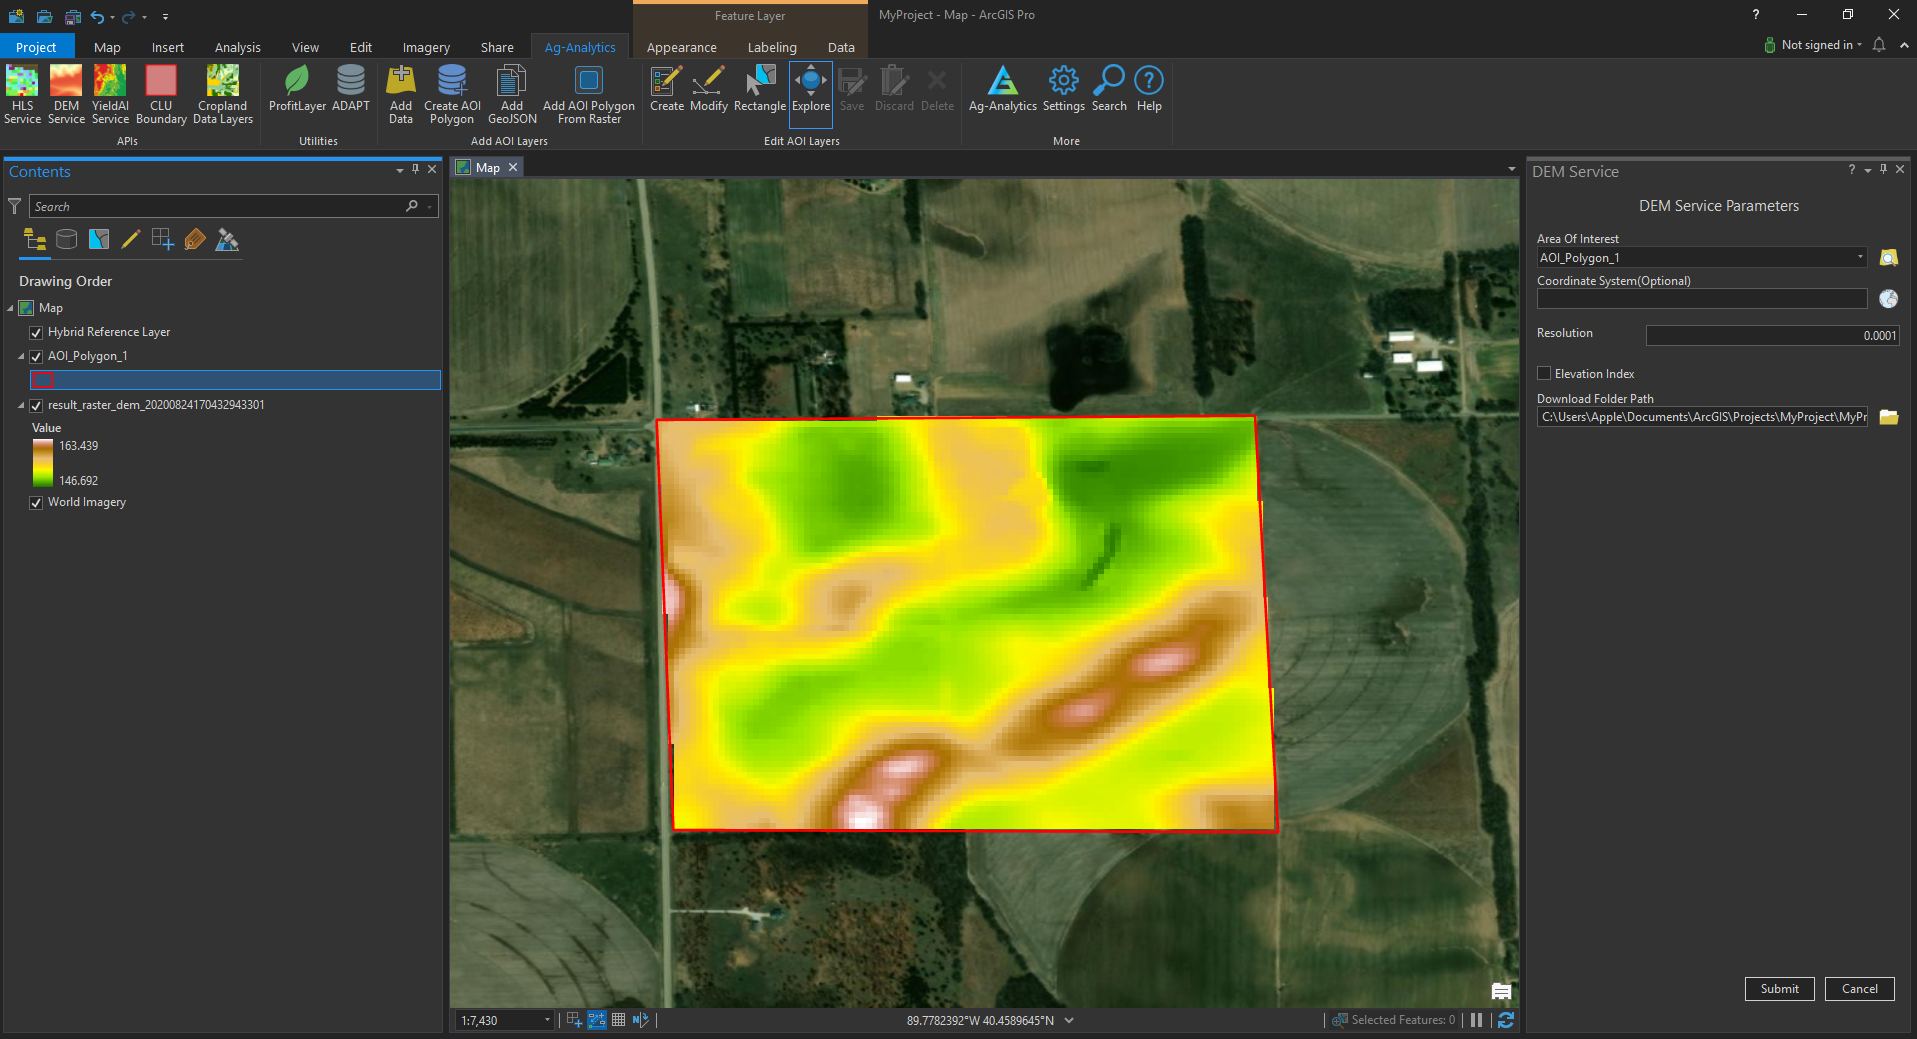 Feature Layer
MyProject - Map - ArcGIS Pro
?
Project
Map
Insert
Analysis
View
Edit
Imagery
Share
Ag-Analytics
Appearance
Labeling
Data
Not signed in
HLS
Service
DEM
Service
YieldAI
Service
CLU
Boundary
Cropland
Data Layers
APIs
ProfitLayer
ADAPT
Utilities
Add
Data
Create AOI
Polygon
Add
GeoJSON
Add AOI Polygon
From Raster
Add AOI Layers
Create
Modify
Rectangle
Explore
Save
Discard
Delete
Edit AOI Layers
Ag-Analytics
Settings
Search
Help
More
Contents
Search
Drawing Order
Map
Hybrid Reference Layer
AOI_Polygon_1
result_raster_dem_20200824170432943301
Value
163.439
146.692
World Imagery
Map
1:7,430
89.7782392°W 40.4589645°N
Selected Features: 0
DEM Service
?
DEM Service Parameters
Area Of Interest
AOI_Polygon_1
Coordinate System(Optional)
Resolution
0.0001
Elevation Index
Download Folder Path
C:\Users\Apple\Documents\ArcGIS\Projects\MyProject\MyPr
Submit
Cancel